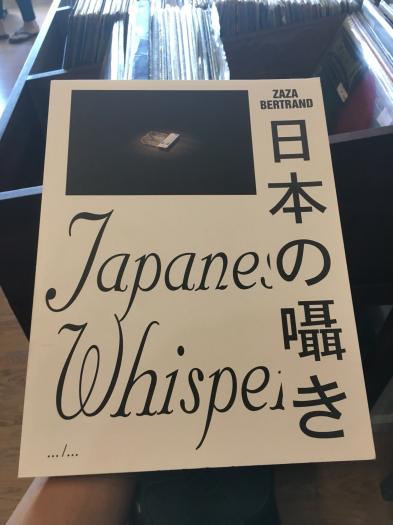 ZAZA
BERTRAND
日本の囁き
Japanes
Whisper
... /...